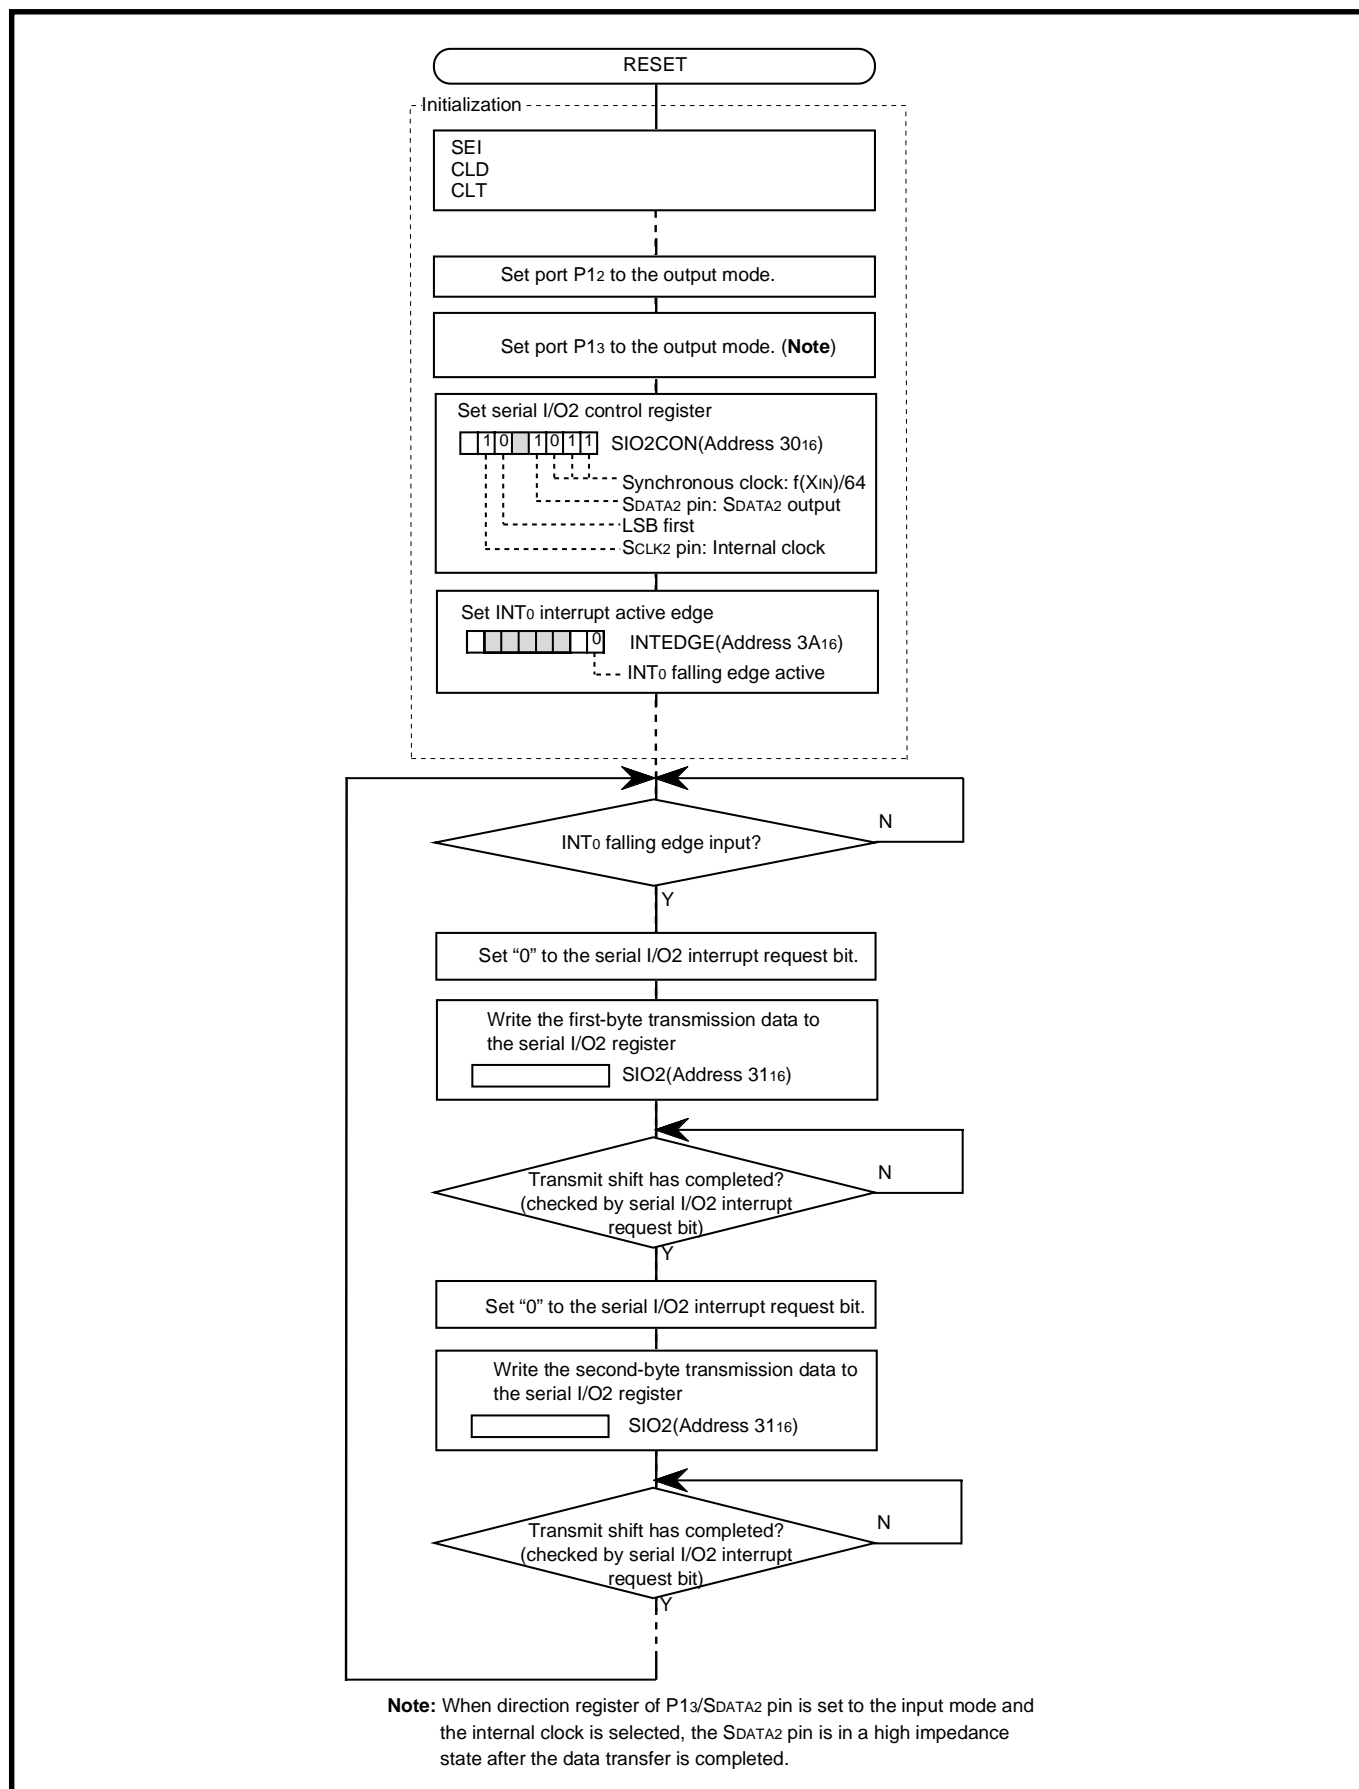 RESET
Initialization
SEI
CLD
CLT
Set port P12 to the output mode.
Set port P13 to the output mode. (Note)
Set serial I/O2 control register
1 0 1 0 1 1 SIO2CON(Address 3016)
Synchronous clock: f(XIN)/64
SDATA2 pin: SDATA2 output
LSB first
SCLK2 pin: Internal clock
Set INT0 interrupt active edge
0 INTEDGE(Address 3A16)
INT0 falling edge active
N
INT0 falling edge input?
Y
Set “0” to the serial I/O2 interrupt request bit.
Write the first-byte transmission data to
the serial I/O2 register
SIO2(Address 3116)
N
Transmit shift has completed?
(checked by serial I/O2 interrupt
request bit)
Y
Set “0” to the serial I/O2 interrupt request bit.
Write the second-byte transmission data to
the serial I/O2 register
SIO2(Address 3116)
N
Transmit shift has completed?
(checked by serial I/O2 interrupt
request bit)
Y
Note: When direction register of P13/SDATA2 pin is set to the input mode and
the internal clock is selected, the SDATA2 pin is in a high impedance
state after the data transfer is completed.